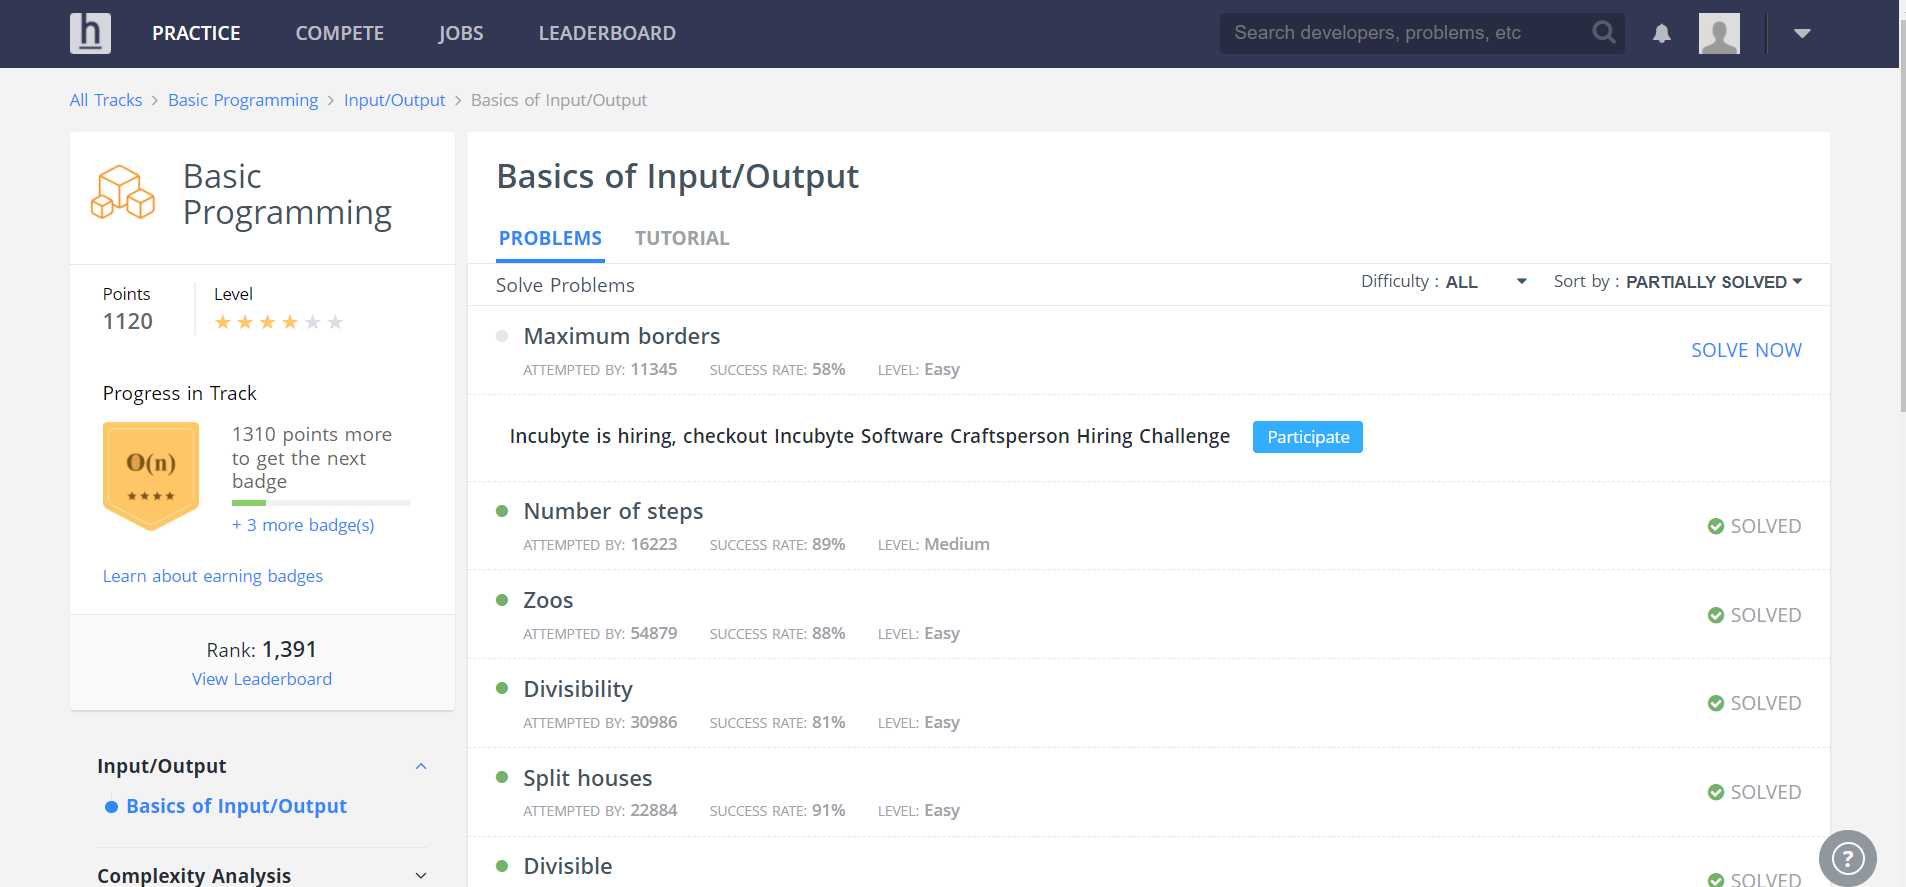 h PRACTICE COMPETE JOBS LEADERBOARD Search developers, problems, etc
All Tracks > Basic Programming > Input/Output > Basics of Input/Output
Basic
Programming
Points
1120
Level
Progress in Track
O(n)
1310 points more
to get the next
badge
+ 3 more badge(s)
Learn about earning badges
Rank: 1,391
View Leaderboard
Input/Output
Basics of Input/Output
Complexity Analysis
Basics of Input/Output
PROBLEMS TUTORIAL
Solve Problems Difficulty : ALL Sort by : PARTIALLY SOLVED
Maximum borders
ATTEMPTED BY: 11345 SUCCESS RATE: 58% LEVEL: Easy
SOLVE NOW
Incubyte is hiring, checkout Incubyte Software Craftsperson Hiring Challenge Participate
Number of steps
ATTEMPTED BY: 16223 SUCCESS RATE: 89% LEVEL: Medium
SOLVED
Zoos
ATTEMPTED BY: 54879 SUCCESS RATE: 88% LEVEL: Easy
SOLVED
Divisibility
ATTEMPTED BY: 30986 SUCCESS RATE: 81% LEVEL: Easy
SOLVED
Split houses
ATTEMPTED BY: 22884 SUCCESS RATE: 91% LEVEL: Easy
SOLVED
Divisible
SOLVED
?